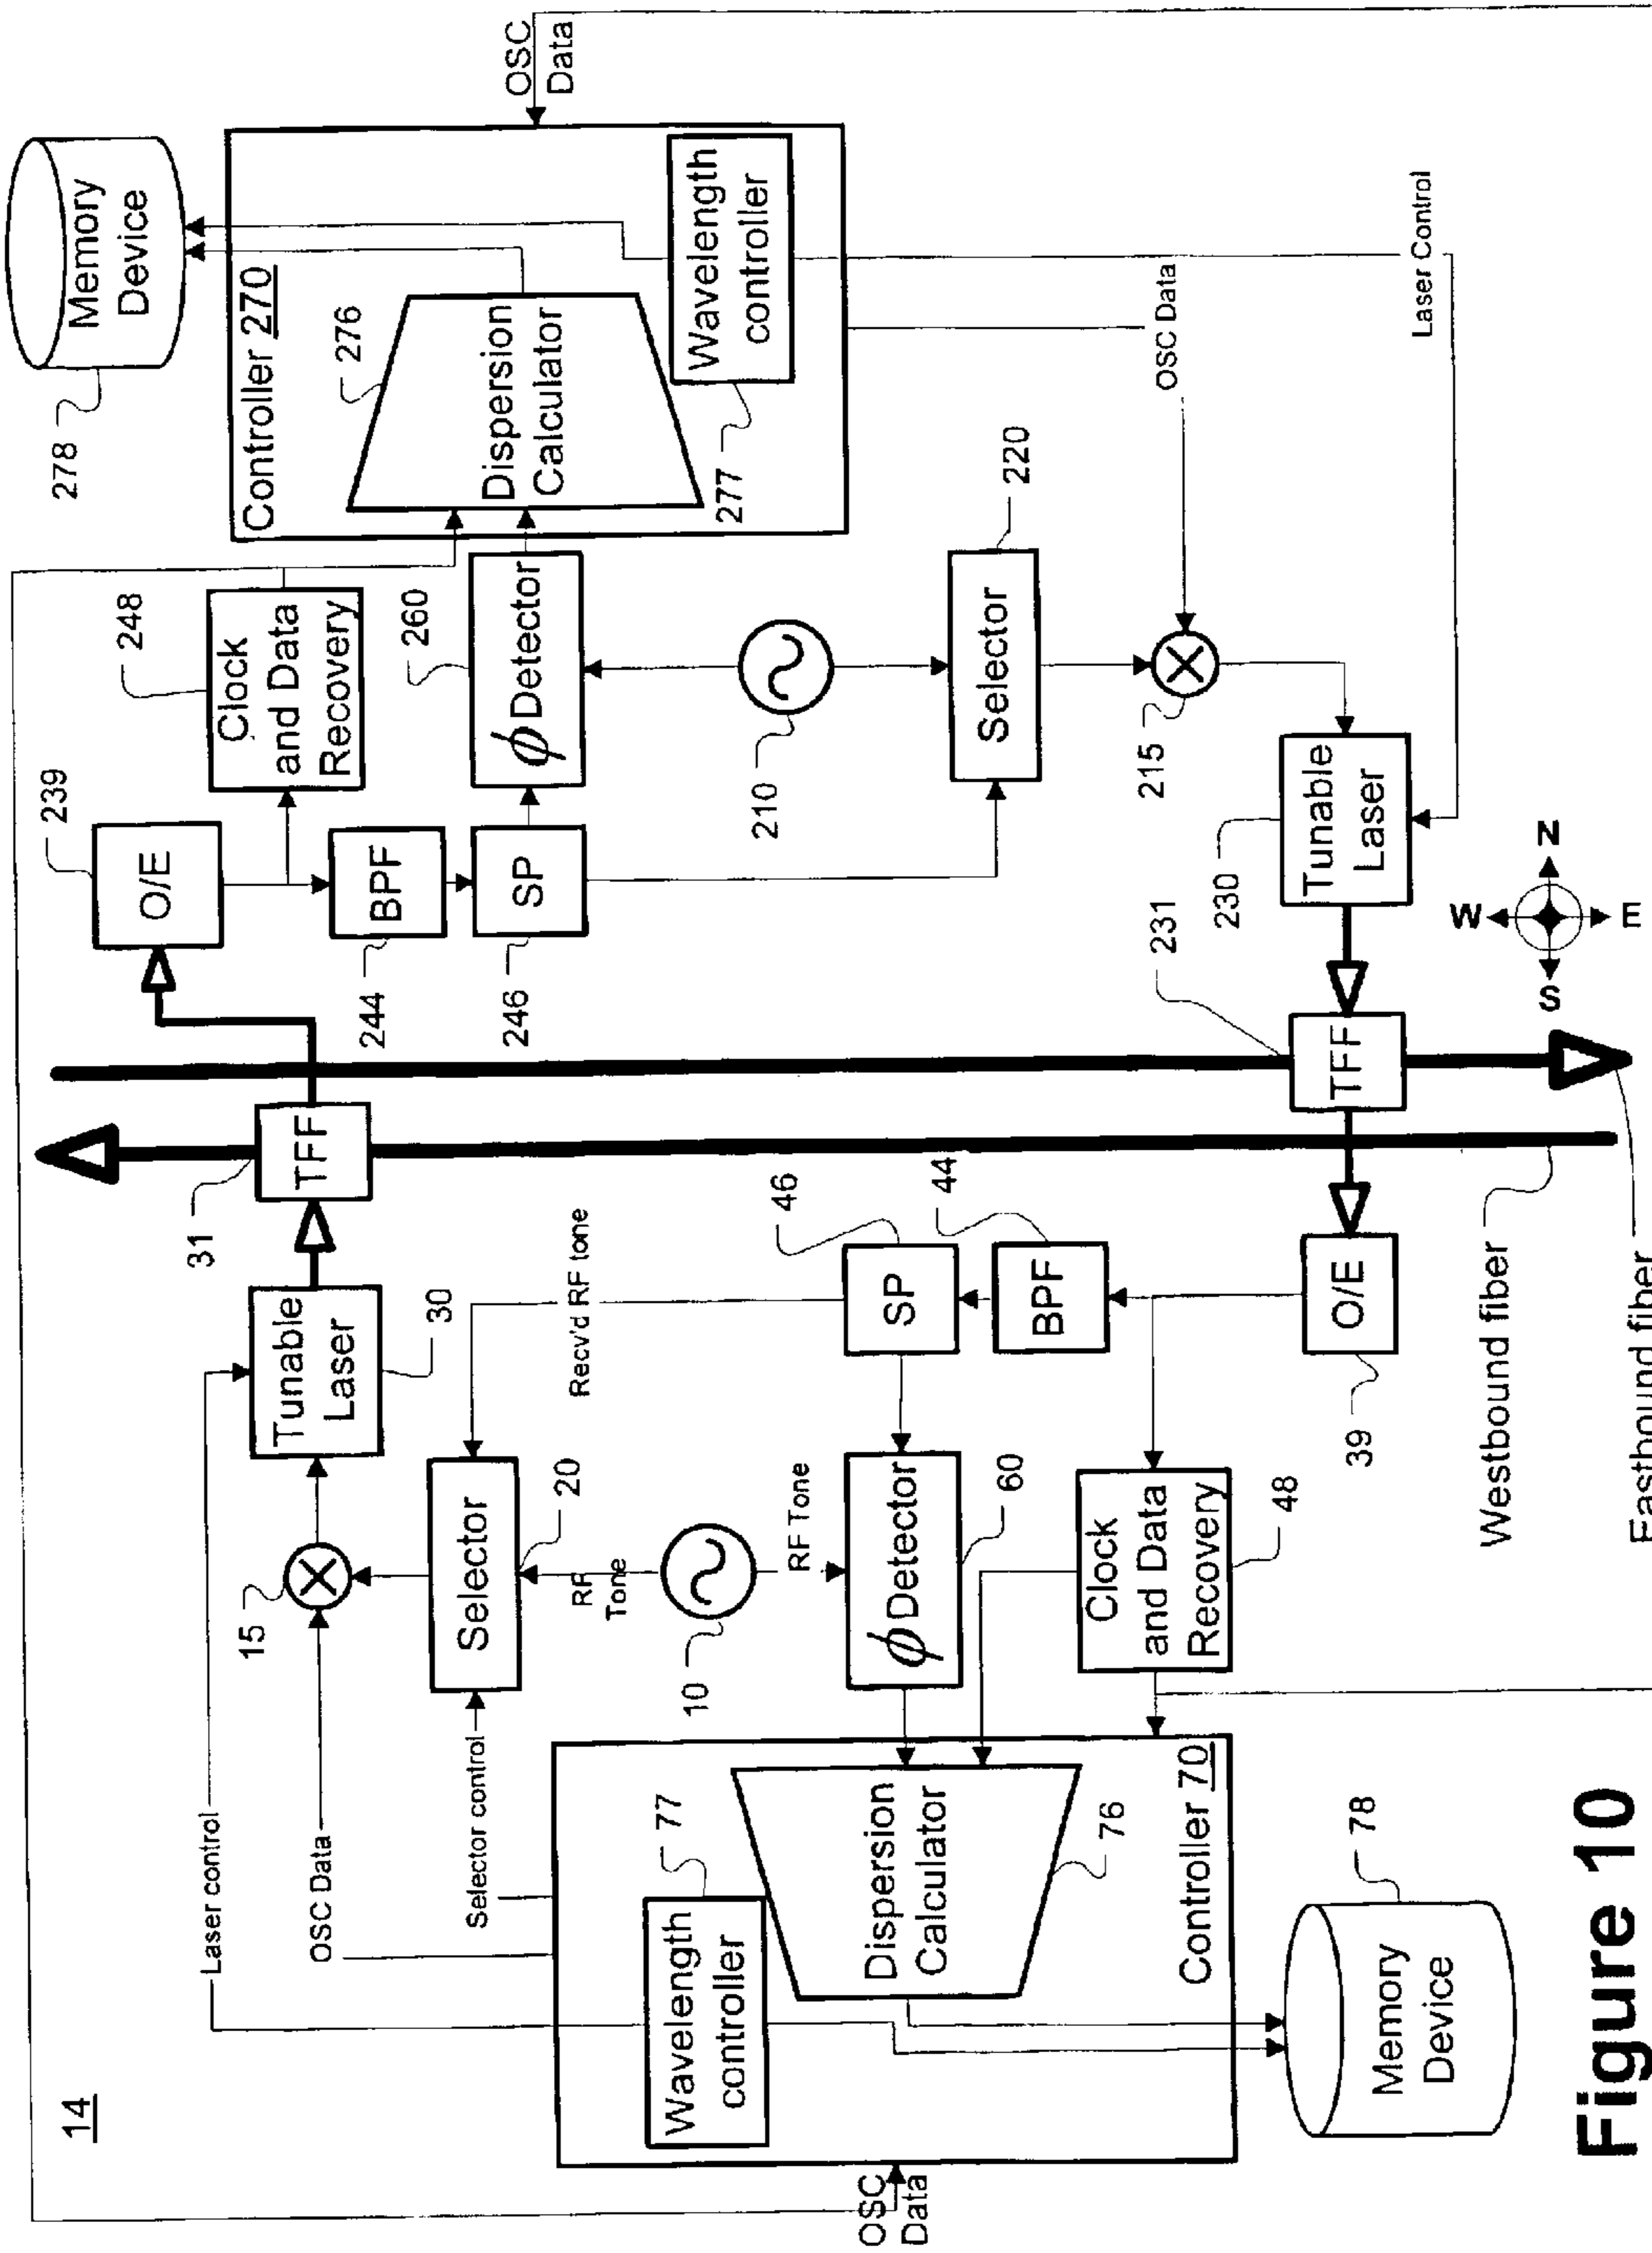 14
OSC
Data
Laser control
OSC Data
Selector control
Wavelength
controller
77
Dispersion
Calculator
76
Controller 70
Memory
Device
78
15
Selector
20
RF
Tone
10
RF Tone
ϕ Detector
60
Clock
and Data
Recovery
48
Tunable
Laser
30
Recv'd RF tone
SP
46
BPF
44
O/E
39
31
TFF
Westbound fiber
Eastbound fiber
TFF
231
W
N
S
E
O/E
239
BPF
244
SP
246
Clock
and Data
Recovery
248
ϕ Detector
260
210
Selector
220
215
Tunable
Laser
230
Controller 270
Dispersion
Calculator
276
Wavelength
controller
277
Memory
Device
278
OSC
Data
OSC Data
Laser Control
Figure 10